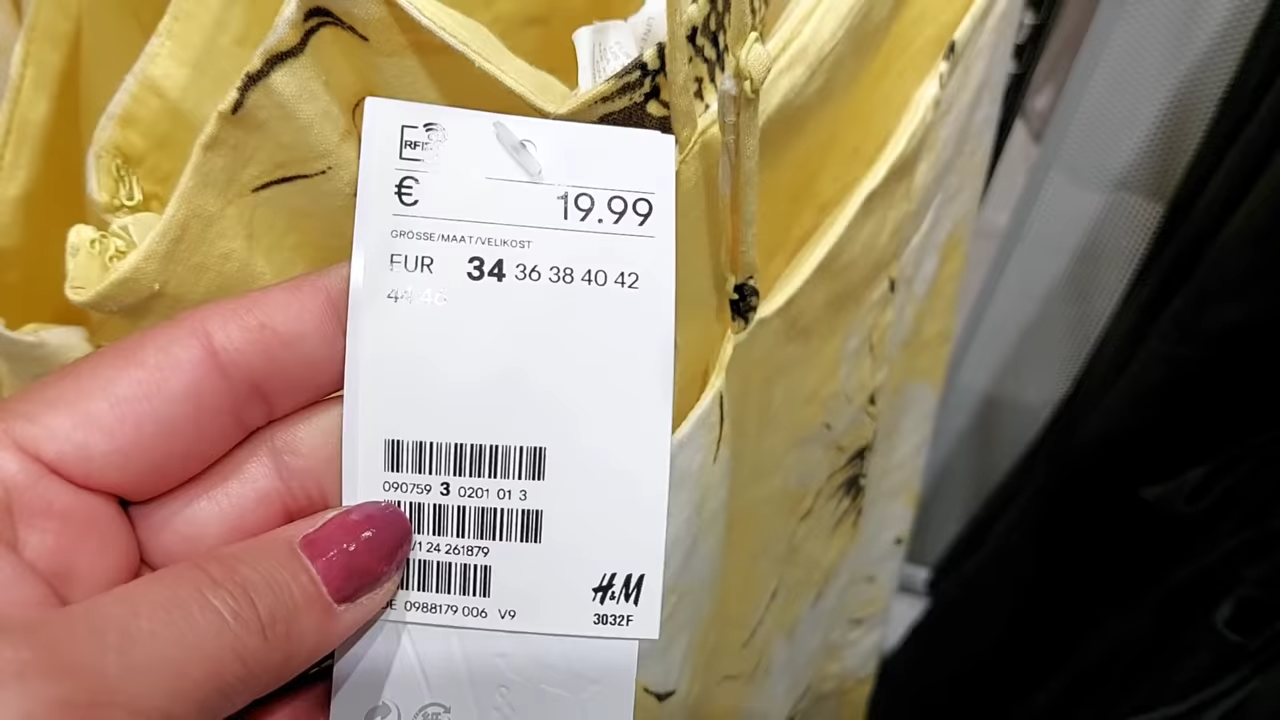 RFID
€ 19.99
GRÖSSE/MAAT/VELIKOST
EUR 34 36 38 40 42
44 46
090759 3 0201 01 3
/1 24 261879
0988179 006 V9
H&M
3032F